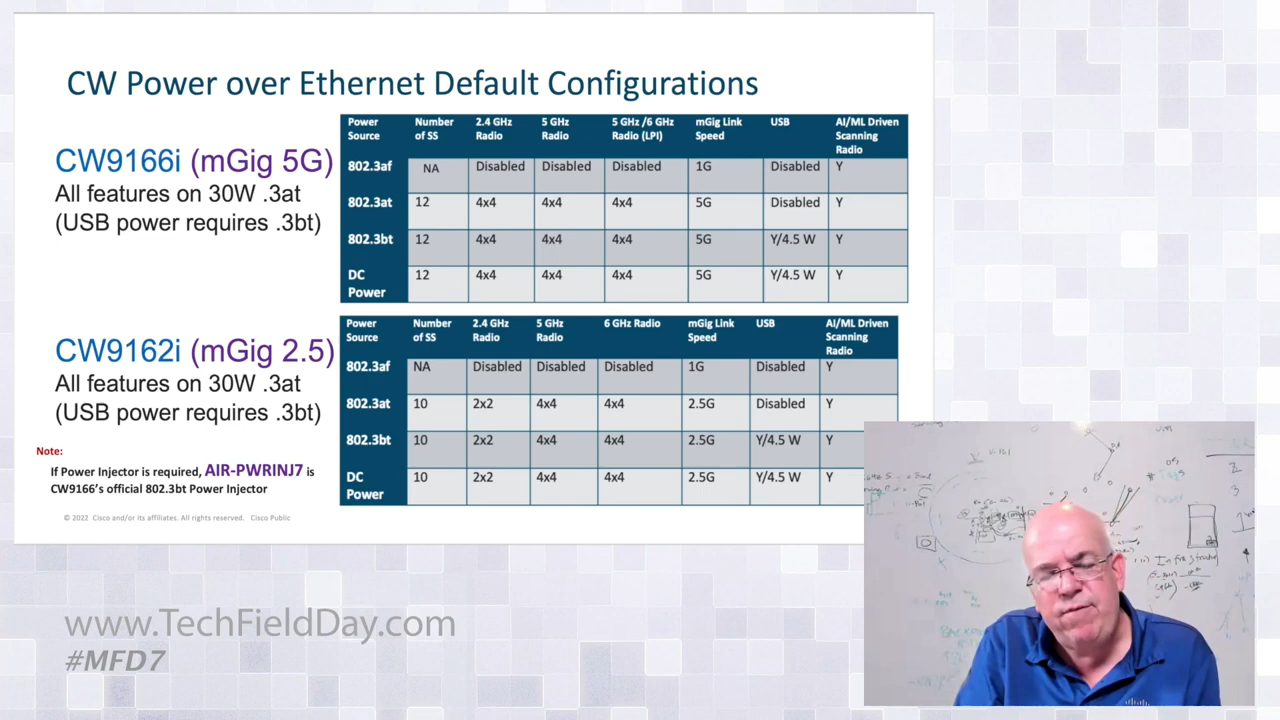 CW Power over Ethernet Default Configurations
CW9166i (mGig 5G)
All features on 30W .3at
(USB power requires .3bt)
Power Source Number of SS 2.4 GHz Radio 5 GHz Radio 5 GHz /6 GHz Radio (LPI) mGig Link Speed USB AI/ML Driven Scanning Radio
802.3af NA Disabled Disabled Disabled 1G Disabled Y
802.3at 12 4x4 4x4 4x4 5G Disabled Y
802.3bt 12 4x4 4x4 4x4 5G Y/4.5 W Y
DC Power 12 4x4 4x4 4x4 5G Y/4.5 W Y
CW9162i (mGig 2.5)
All features on 30W .3at
(USB power requires .3bt)
Power Source Number of SS 2.4 GHz Radio 5 GHz Radio 6 GHz Radio mGig Link Speed USB AI/ML Driven Scanning Radio
802.3af NA Disabled Disabled Disabled 1G Disabled Y
802.3at 10 2x2 4x4 4x4 2.5G Disabled Y
802.3bt 10 2x2 4x4 4x4 2.5G Y/4.5 W Y
DC Power 10 2x2 4x4 4x4 2.5G Y/4.5 W Y
Note:
If Power Injector is required, AIR-PWRINJ7 is
CW9166's official 802.3bt Power Injector
© 2022 Cisco and/or its affiliates. All rights reserved. Cisco Public
www.TechFieldDay.com
#MFD7